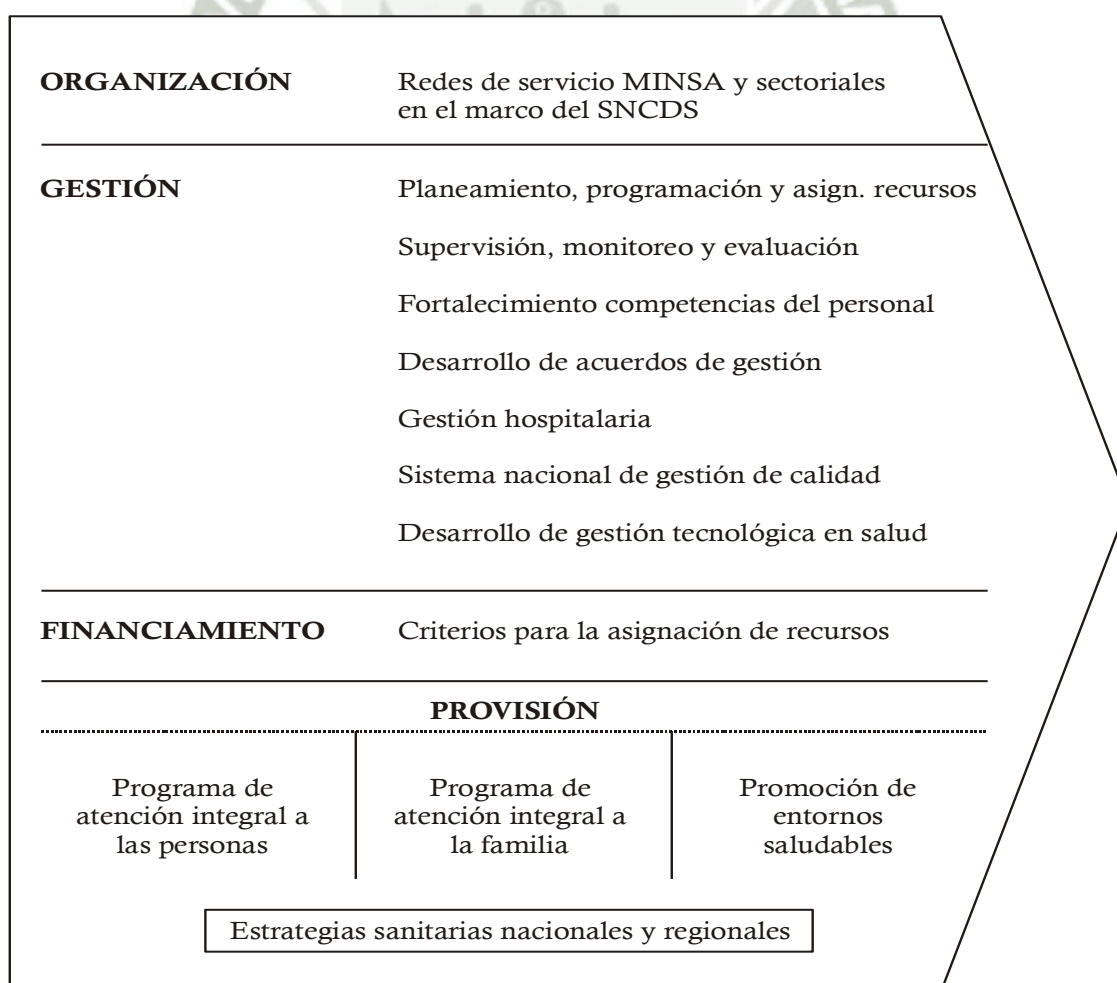 ORGANIZACIÓN Redes de servicio MINSA y sectoriales
en el marco del SNCDS
GESTIÓN Planeamiento, programación y asign. recursos
Supervisión, monitoreo y evaluación
Fortalecimiento competencias del personal
Desarrollo de acuerdos de gestión
Gestión hospitalaria
Sistema nacional de gestión de calidad
Desarrollo de gestión tecnológica en salud
FINANCIAMIENTO Criterios para la asignación de recursos
PROVISIÓN
Programa de
atención integral a
las personas
Programa de
atención integral a
la familia
Promoción de
entornos
saludables
Estrategias sanitarias nacionales y regionales